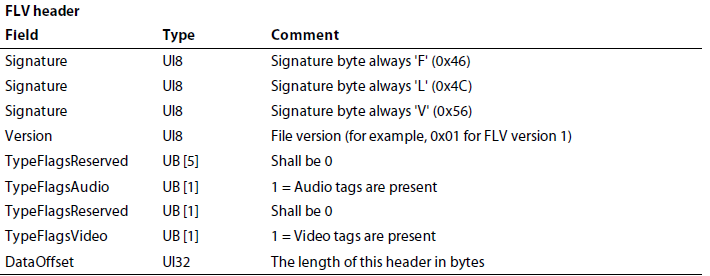 FLV header
Field Type Comment
Signature UI8 Signature byte always 'F' (0x46)
Signature UI8 Signature byte always 'L' (0x4C)
Signature UI8 Signature byte always 'V' (0x56)
Version UI8 File version (for example, 0x01 for FLV version 1)
TypeFlagsReserved UB [5] Shall be 0
TypeFlagsAudio UB [1] 1 = Audio tags are present
TypeFlagsReserved UB [1] Shall be 0
TypeFlagsVideo UB [1] 1 = Video tags are present
DataOffset UI32 The length of this header in bytes